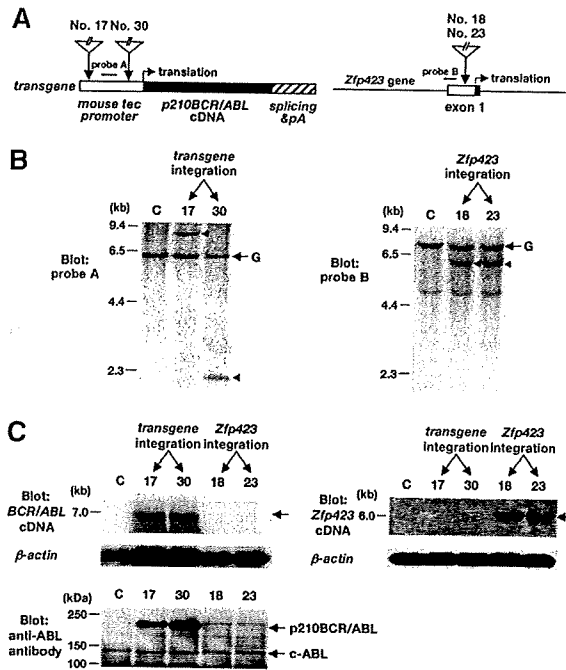 A
No. 17 No. 30
probe A
translation
transgene
mouse tec promoter
p210BCR/ABL cDNA
splicing &pA
No. 18
No. 23
probe B
translation
Zfp423 gene
exon 1
B
transgene integration
(kb) C 17 30
9.4
6.5
4.4
2.3
G
Blot: probe A
Zfp423 integration
(kb) C 18 23
9.4
6.5
4.4
2.3
G
Blot: probe B
C
transgene integration
Zfp423 integration
C 17 30 18 23
Blot: BCR/ABL cDNA
(kb)
7.0
β-actin
transgene integration
Zfp423 integration
C 17 30 18 23
Blot: Zfp423 cDNA
(kb)
6.0
β-actin
(kDa) C 17 30 18 23
250
150
100
Blot: anti-ABL antibody
p210BCR/ABL
c-ABL